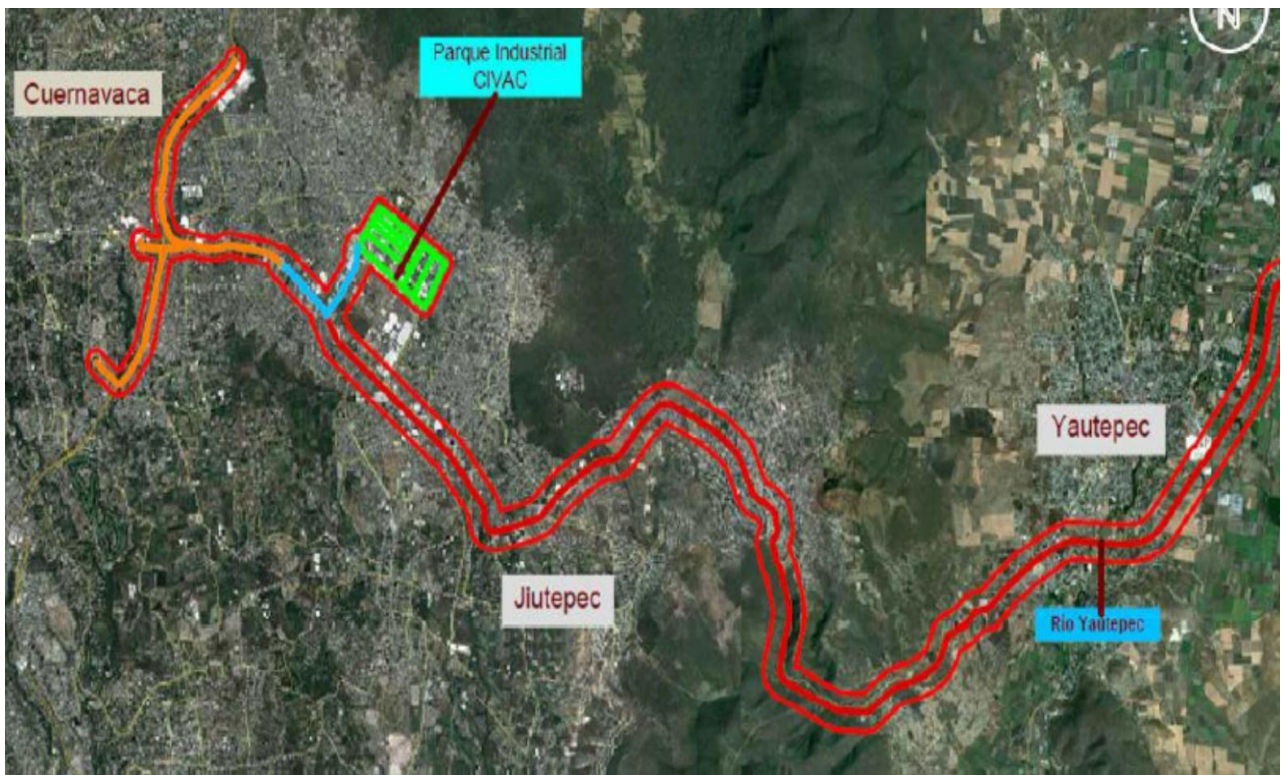 N
Parque Industrial
CIVAC
Cuernavaca
Yautepec
Jiutepec
Rio Yautepec